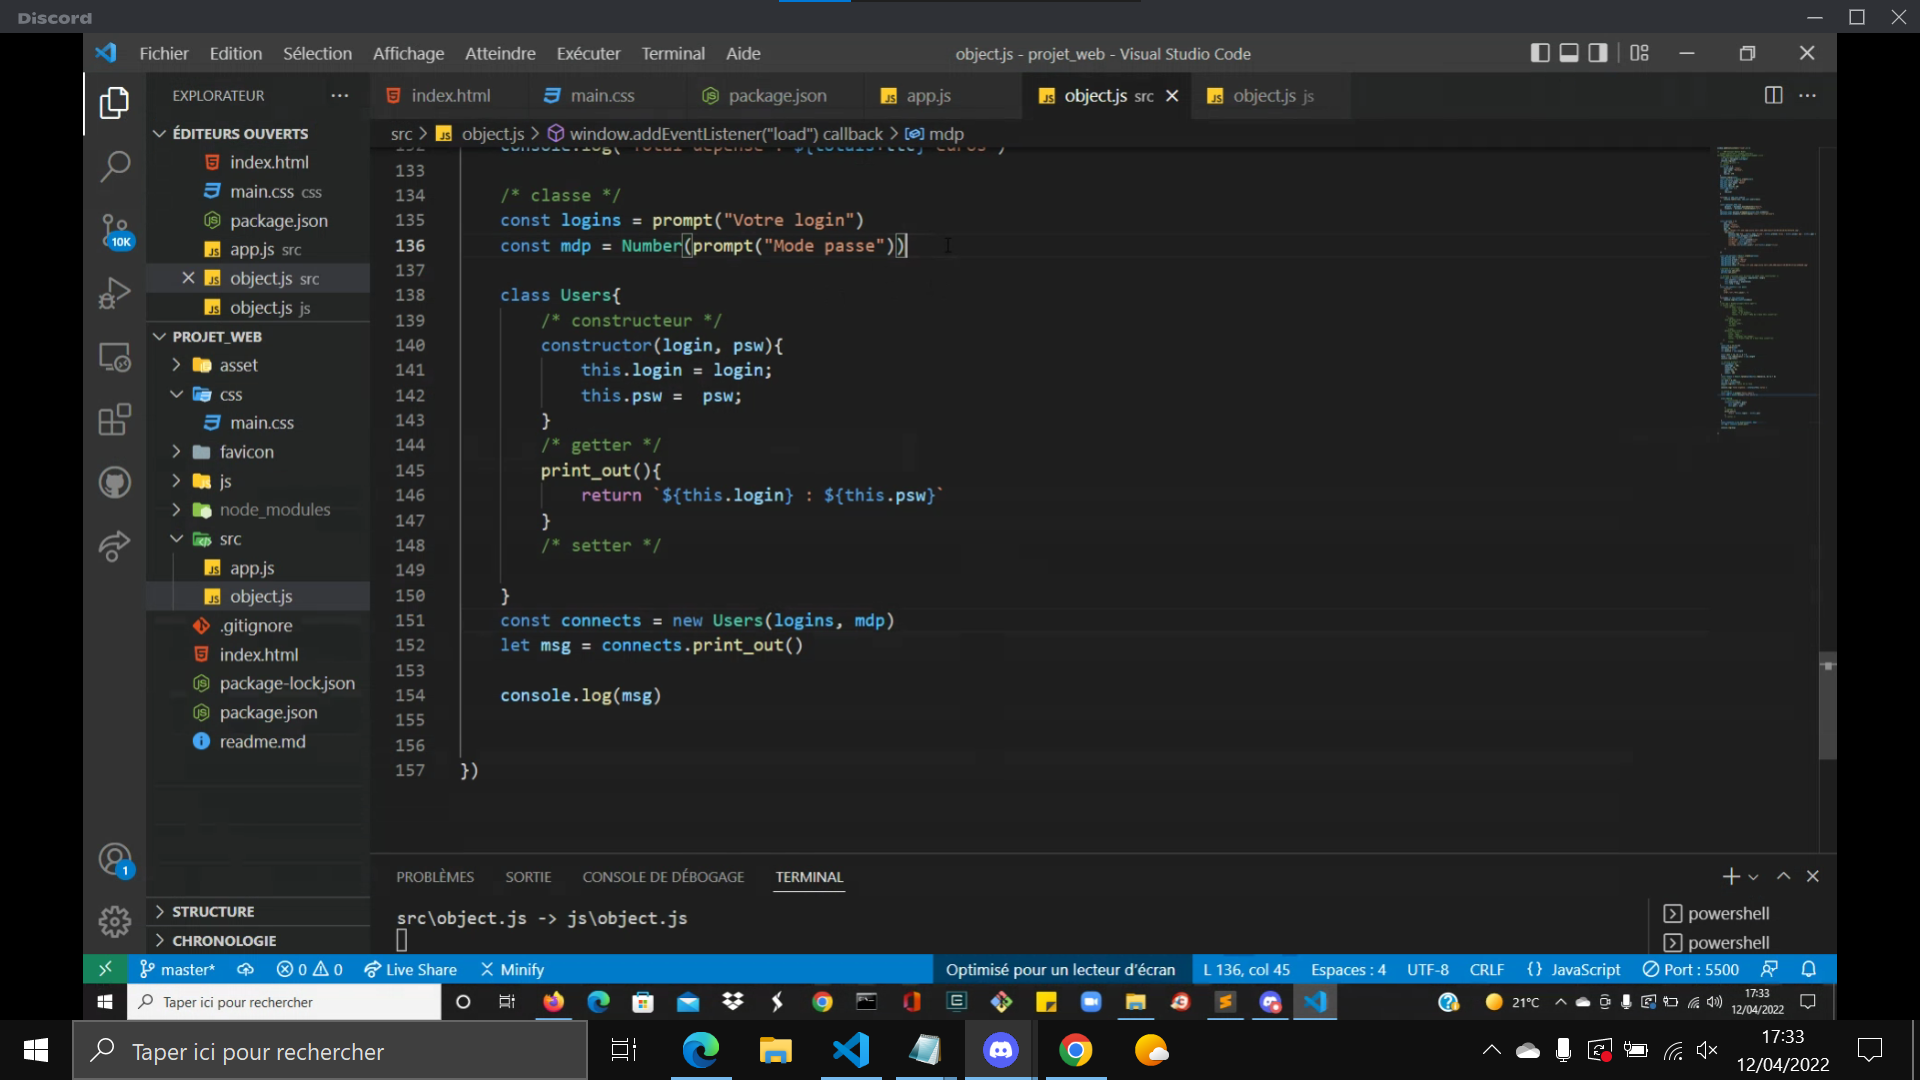 Discord
Fichier Edition Sélection Affichage Atteindre Exécuter Terminal Aide
object.js - projet_web - Visual Studio Code
EXPLORATEUR
index.html
main.css
package.json
app.js
object.js src
object.js js
src > object.js > window.addEventListener("load") callback > mdp
ÉDITEURS OUVERTS
index.html
main.css css
package.json
app.js src
object.js src
object.js js
PROJET_WEB
asset
css
main.css
favicon
js
node_modules
src
app.js
object.js
.gitignore
index.html
package-lock.json
package.json
readme.md
STRUCTURE
CHRONOLOGIE
10K
1
133
134 /* classe */
135 const logins = prompt("Votre login")
136 const mdp = Number(prompt("Mode passe"))
137
138 class Users{
139 /* constructeur */
140 constructor(login, psw){
141 this.login = login;
142 this.psw =  psw;
143 }
144 /* getter */
145 print_out(){
146 return `${this.login} : ${this.psw}`
147 }
148 /* setter */
149
150 }
151 const connects = new Users(logins, mdp)
152 let msg = connects.print_out()
153
154 console.log(msg)
155
156
157 })
PROBLÈMES SORTIE CONSOLE DE DÉBOGAGE TERMINAL
src\object.js -> js\object.js
powershell
powershell
master* 0 0 Live Share Minify Optimisé pour un lecteur d'écran L 136, col 45 Espaces : 4 UTF-8 CRLF {} JavaScript Port : 5500
Taper ici pour rechercher
21°C
17:33
12/04/2022
Taper ici pour rechercher
17:33
12/04/2022